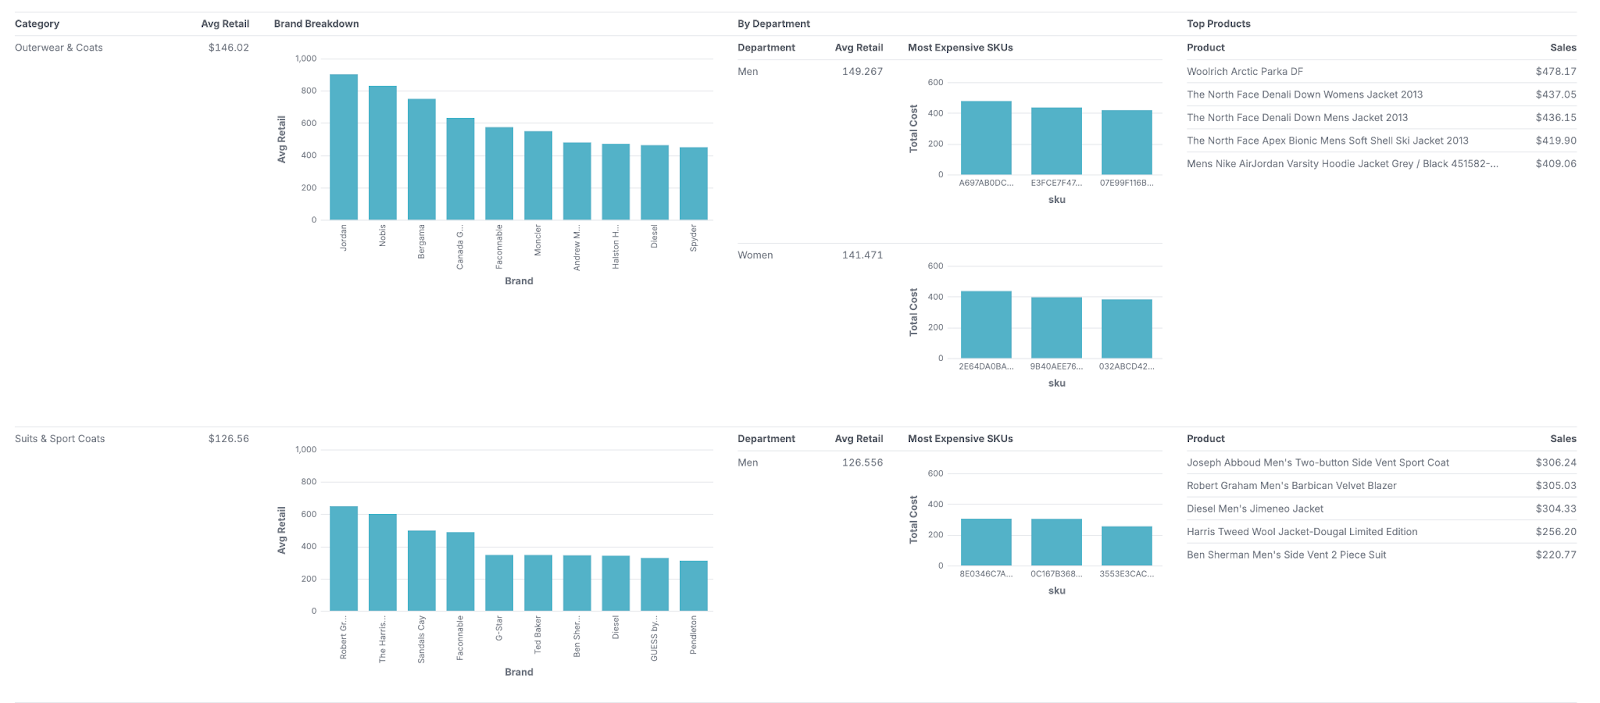 Category Avg Retail Brand Breakdown By Department Top Products
Outerwear & Coats $146.02
1,000
800
600
400
200
0
Avg Retail
Jordan
Nobis
Bergama
Canada G...
Faconnable
Moncler
Andrew M...
Halston H...
Diesel
Spyder
Brand
Department Avg Retail Most Expensive SKUs
Men 149.267
600
400
200
0
Total Cost
A697AB0DC... E3FCE7F47... 07E99F116B...
sku
Women 141.471
600
400
200
0
Total Cost
2E64DA0BA... 9B40AEE76... 032ABCD42...
sku
Product Sales
Woolrich Arctic Parka DF $478.17
The North Face Denali Down Womens Jacket 2013 $437.05
The North Face Denali Down Mens Jacket 2013 $436.15
The North Face Apex Bionic Mens Soft Shell Ski Jacket 2013 $419.90
Mens Nike AirJordan Varsity Hoodie Jacket Grey / Black 451582-... $409.06
Suits & Sport Coats $126.56
1,000
800
600
400
200
0
Avg Retail
Robert Gr...
The Harris...
Sandals Cay
Faconnable
G-Star
Ted Baker
Ben Sher...
Diesel
GUESS by...
Pendleton
Brand
Department Avg Retail Most Expensive SKUs
Men 126.556
600
400
200
0
Total Cost
8E0346C7A... 0C167B368... 3553E3CAC...
sku
Product Sales
Joseph Abboud Men's Two-button Side Vent Sport Coat $306.24
Robert Graham Men's Barbican Velvet Blazer $305.03
Diesel Men's Jimeneo Jacket $304.33
Harris Tweed Wool Jacket-Dougal Limited Edition $256.20
Ben Sherman Men's Side Vent 2 Piece Suit $220.77